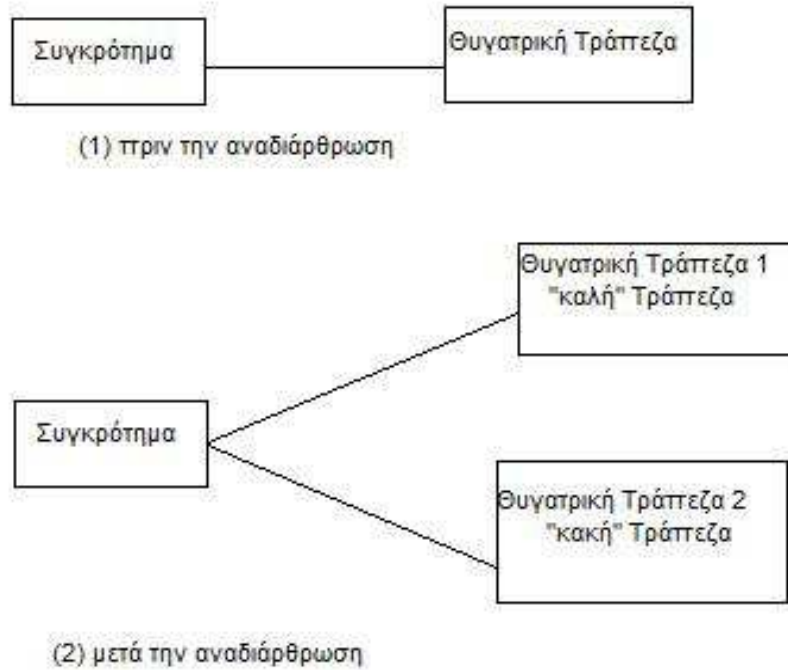 Συγκρότημα
Θυγατρική Τράπεζα
(1) πριν την αναδιάρθρωση
Θυγατρική Τράπεζα 1
"καλή" Τράπεζα
Συγκρότημα
Θυγατρική Τράπεζα 2
"κακή" Τράπεζα
(2) μετά την αναδιάρθρωση